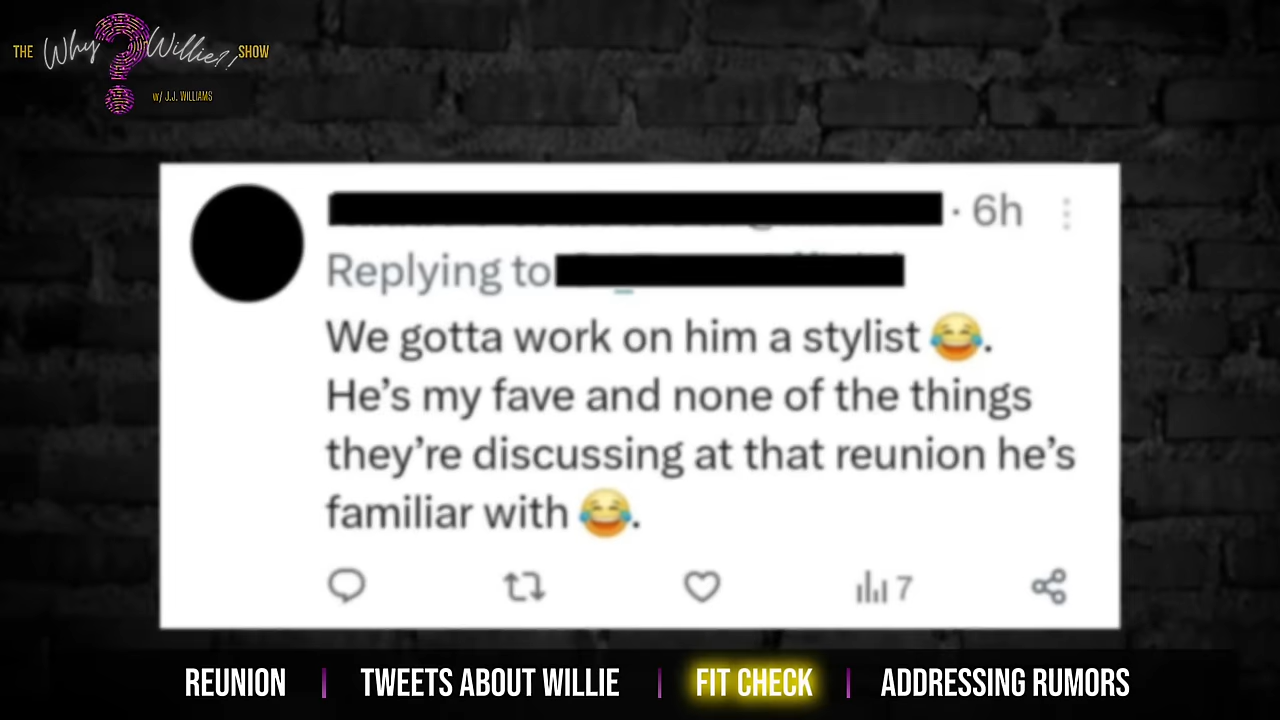 THE Why Willie?! SHOW
w/ J.J. WILLIAMS
· 6h
Replying to
We gotta work on him a stylist 😂.
He's my fave and none of the things
they're discussing at that reunion he's
familiar with 😂.
7
REUNION | TWEETS ABOUT WILLIE | FIT CHECK | ADDRESSING RUMORS